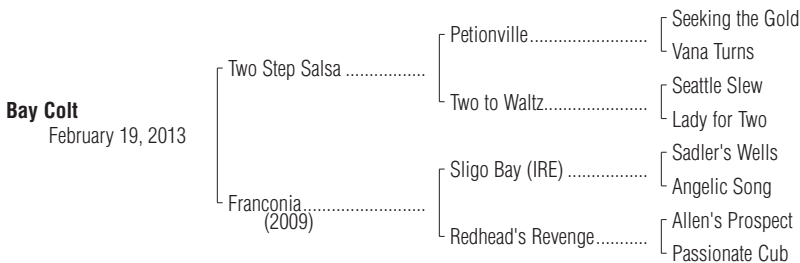 Seeking the Gold
Petionville..........................
Vana Turns
Two Step Salsa .................
Seattle Slew
Two to Waltz.......................
Lady for Two
Bay Colt
February 19, 2013
Sadler's Wells
Sligo Bay (IRE) .................
Angelic Song
Franconia..........................
(2009)
Allen's Prospect
Redhead's Revenge...........
Passionate Cub